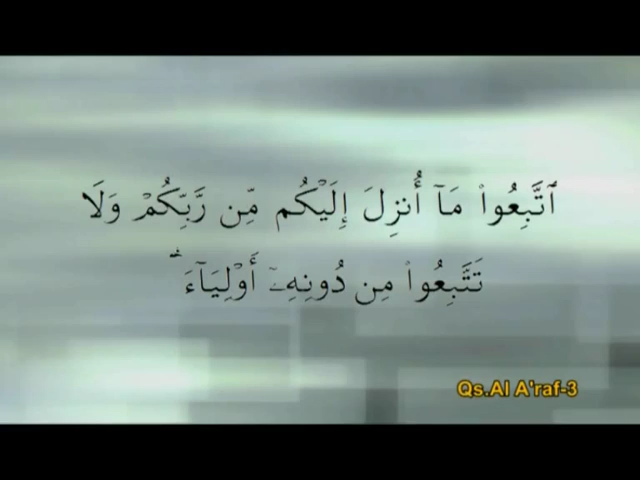 ٱتَّبِعُوا۟ مَآ أُنزِلَ إِلَيْكُم مِّن رَّبِّكُمْ وَلَا
تَتَّبِعُوا۟ مِن دُونِهِۦٓ أَوْلِيَآءَ ۗ
Qs.Al A'raf-3